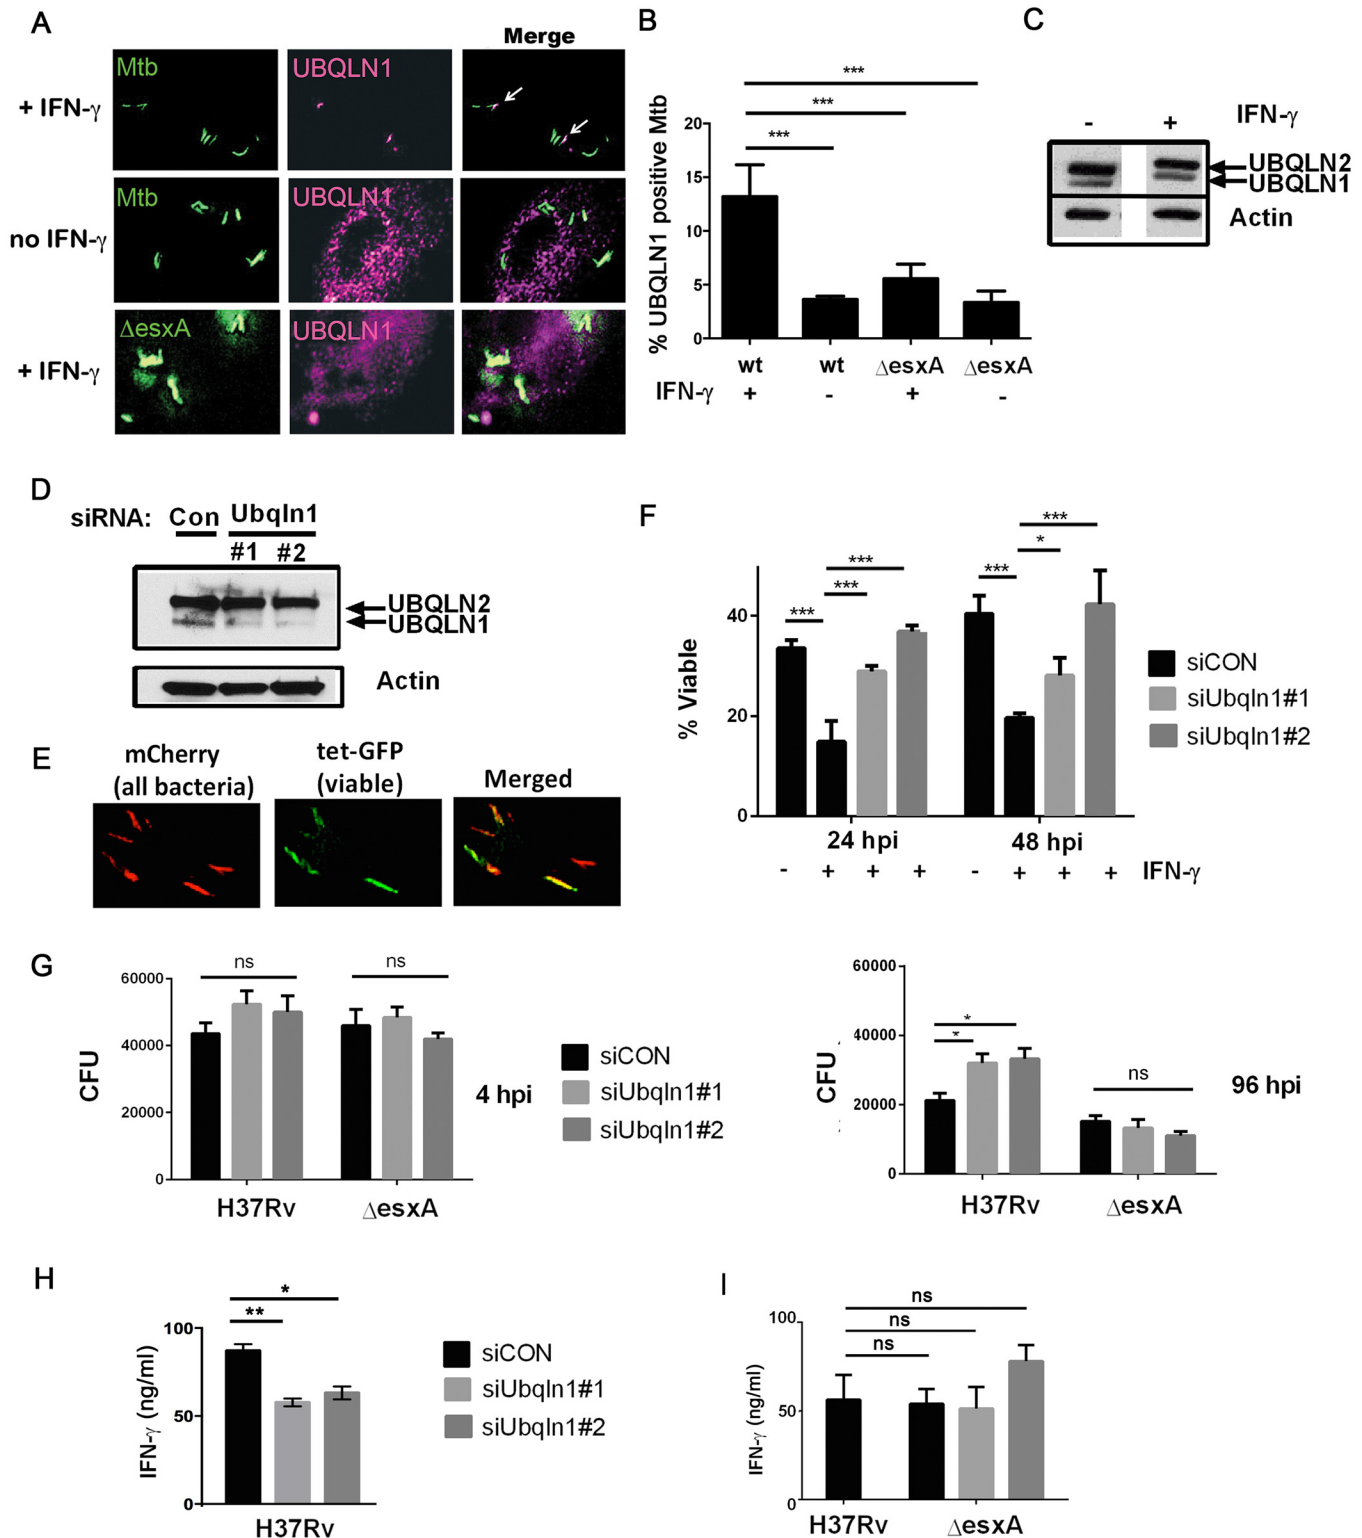 A
Merge
+ IFN-γ
Mtb
UBQLN1
no IFN-γ
Mtb
UBQLN1
+ IFN-γ
ΔesxA
UBQLN1
B
% UBQLN1 positive Mtb
20
15
10
5
0
***
***
***
wt
wt
ΔesxA
ΔesxA
IFN-γ
+
-
+
-
C
IFN-γ
-
+
UBQLN2
UBQLN1
Actin
D
siRNA:
Con
Ubqln1
#1
#2
UBQLN2
UBQLN1
Actin
E
mCherry
(all bacteria)
tet-GFP
(viable)
Merged
F
% Viable
40
20
0
***
***
***
***
*
***
24 hpi
48 hpi
-
+
+
+
-
+
+
+
IFN-γ
siCON
siUbqln1#1
siUbqln1#2
G
CFU
60000
40000
20000
0
ns
ns
H37Rv
ΔesxA
4 hpi
siCON
siUbqln1#1
siUbqln1#2
CFU
60000
40000
20000
0
*
*
ns
H37Rv
ΔesxA
96 hpi
H
IFN-γ (ng/ml)
100
50
0
*
**
H37Rv
siCON
siUbqln1#1
siUbqln1#2
I
IFN-γ (ng/ml)
100
50
0
ns
ns
ns
H37Rv
ΔesxA